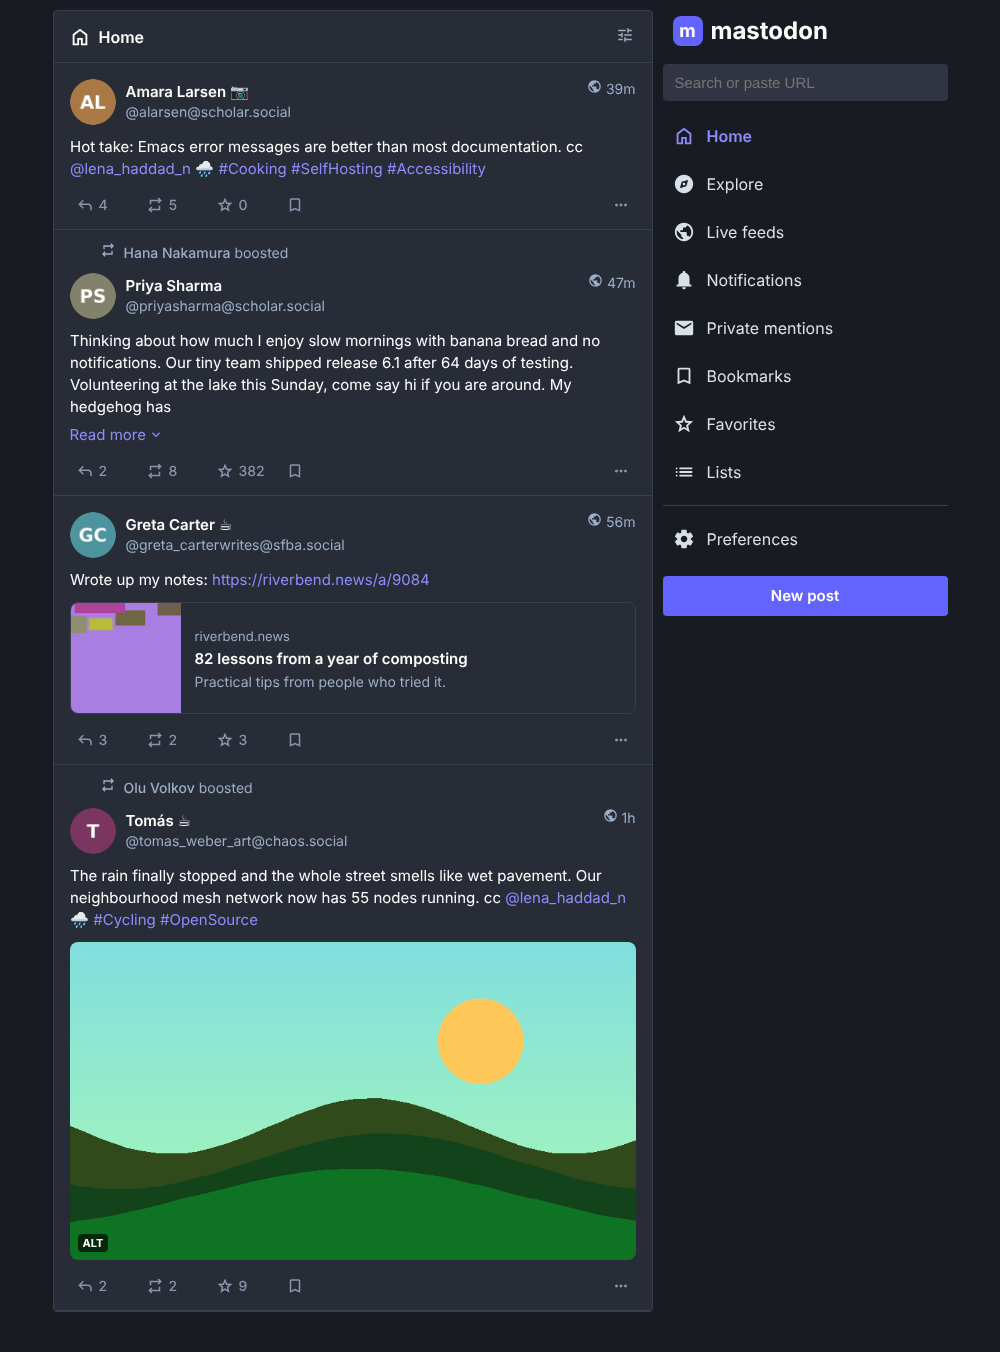 Home
AL
Amara Larsen 📷
39m
@alarsen@scholar.social
Hot take: Emacs error messages are better than most documentation. cc
@lena_haddad_n 🌧️ #Cooking #SelfHosting #Accessibility
4 5 0
Hana Nakamura boosted
PS
Priya Sharma
47m
@priyasharma@scholar.social
Thinking about how much I enjoy slow mornings with banana bread and no
notifications. Our tiny team shipped release 6.1 after 64 days of testing.
Volunteering at the lake this Sunday, come say hi if you are around. My
hedgehog has
Read more
2 8 382
GC
Greta Carter ☕
56m
@greta_carterwrites@sfba.social
Wrote up my notes: https://riverbend.news/a/9084
riverbend.news
82 lessons from a year of composting
Practical tips from people who tried it.
3 2 3
Olu Volkov boosted
T
Tomás ☕
1h
@tomas_weber_art@chaos.social
The rain finally stopped and the whole street smells like wet pavement. Our
neighbourhood mesh network now has 55 nodes running. cc @lena_haddad_n
🌧️ #Cycling #OpenSource
ALT
2 2 9
m mastodon
Search or paste URL
Home
Explore
Live feeds
Notifications
Private mentions
Bookmarks
Favorites
Lists
Preferences
New post